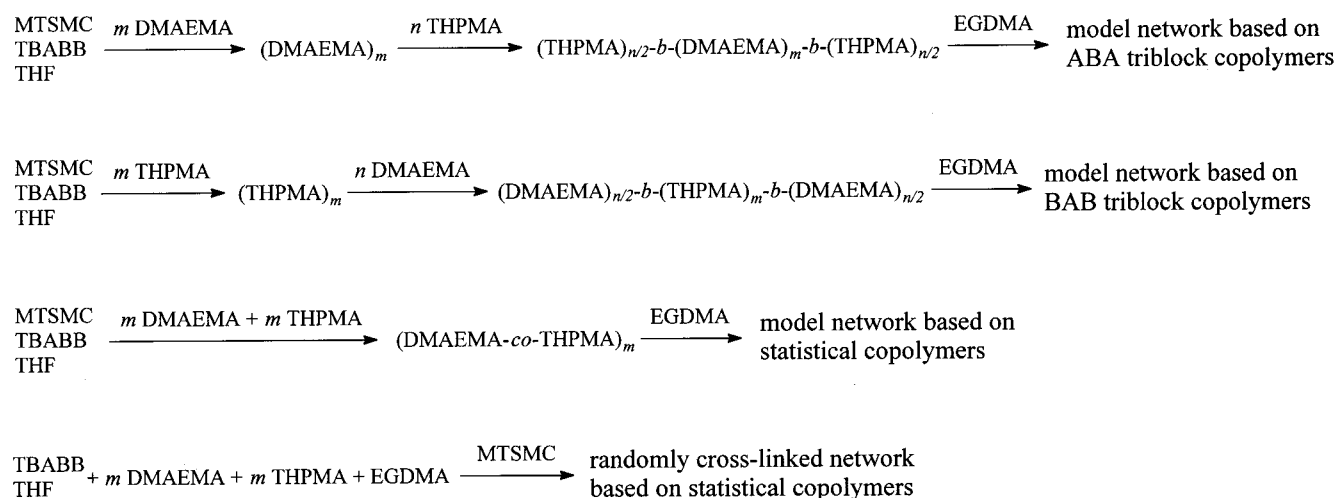 MTSMC
TBABB
THF
m DMAEMA
(DMAEMA)m
n THPMA
(THPMA)n/2-b-(DMAEMA)m-b-(THPMA)n/2
EGDMA
model network based on
ABA triblock copolymers
MTSMC
TBABB
THF
m THPMA
(THPMA)m
n DMAEMA
(DMAEMA)n/2-b-(THPMA)m-b-(DMAEMA)n/2
EGDMA
model network based on
BAB triblock copolymers
MTSMC
TBABB
THF
m DMAEMA + m THPMA
(DMAEMA-co-THPMA)m
EGDMA
model network based on
statistical copolymers
TBABB
THF
+ m DMAEMA + m THPMA + EGDMA
MTSMC
randomly cross-linked network
based on statistical copolymers